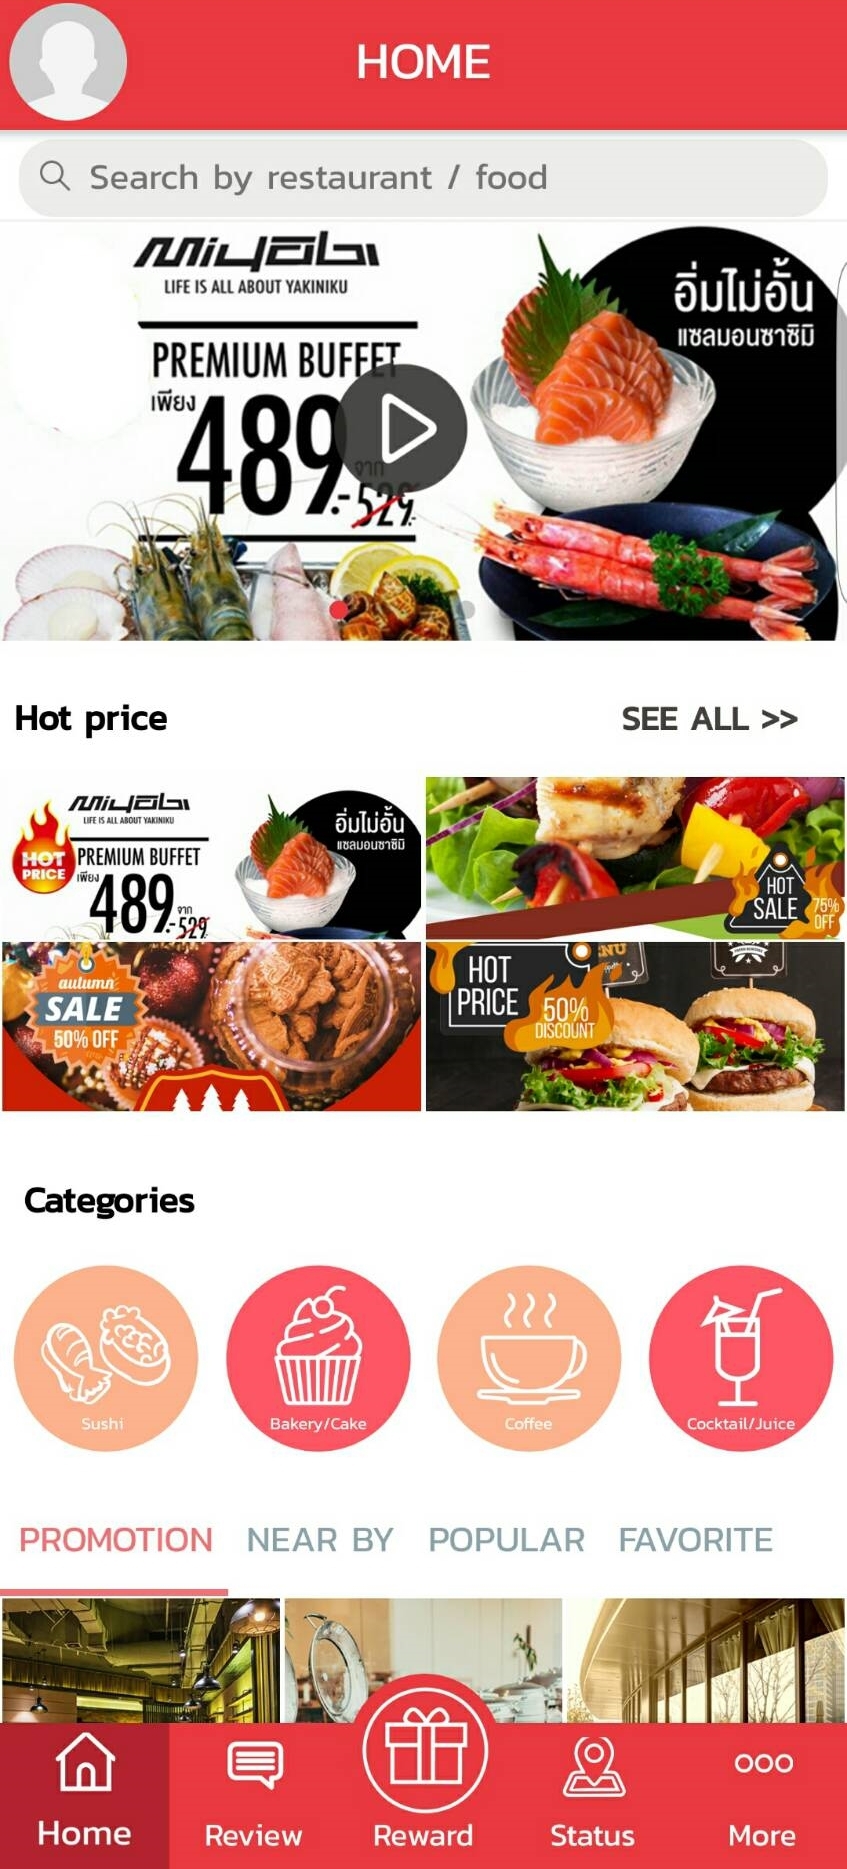 HOME
Search by restaurant / food
Miyabi
LIFE IS ALL ABOUT YAKINIKU
PREMIUM BUFFET
เพียง
489.-
จาก
529.-
อิ่มไม่อั้น
แซลมอนซาซิมิ
Hot price
SEE ALL >>
Miyabi
LIFE IS ALL ABOUT YAKINIKU
HOT
PRICE
PREMIUM BUFFET
เพียง
489.-
จาก
529.-
อิ่มไม่อั้น
แซลมอนซาซิมิ
HOT
SALE
75%
OFF
autumn
SALE
50% OFF
HOT
PRICE
50%
DISCOUNT
Categories
Sushi
Bakery/Cake
Coffee
Cocktail/Juice
PROMOTION
NEAR BY
POPULAR
FAVORITE
Home
Review
Reward
Status
More